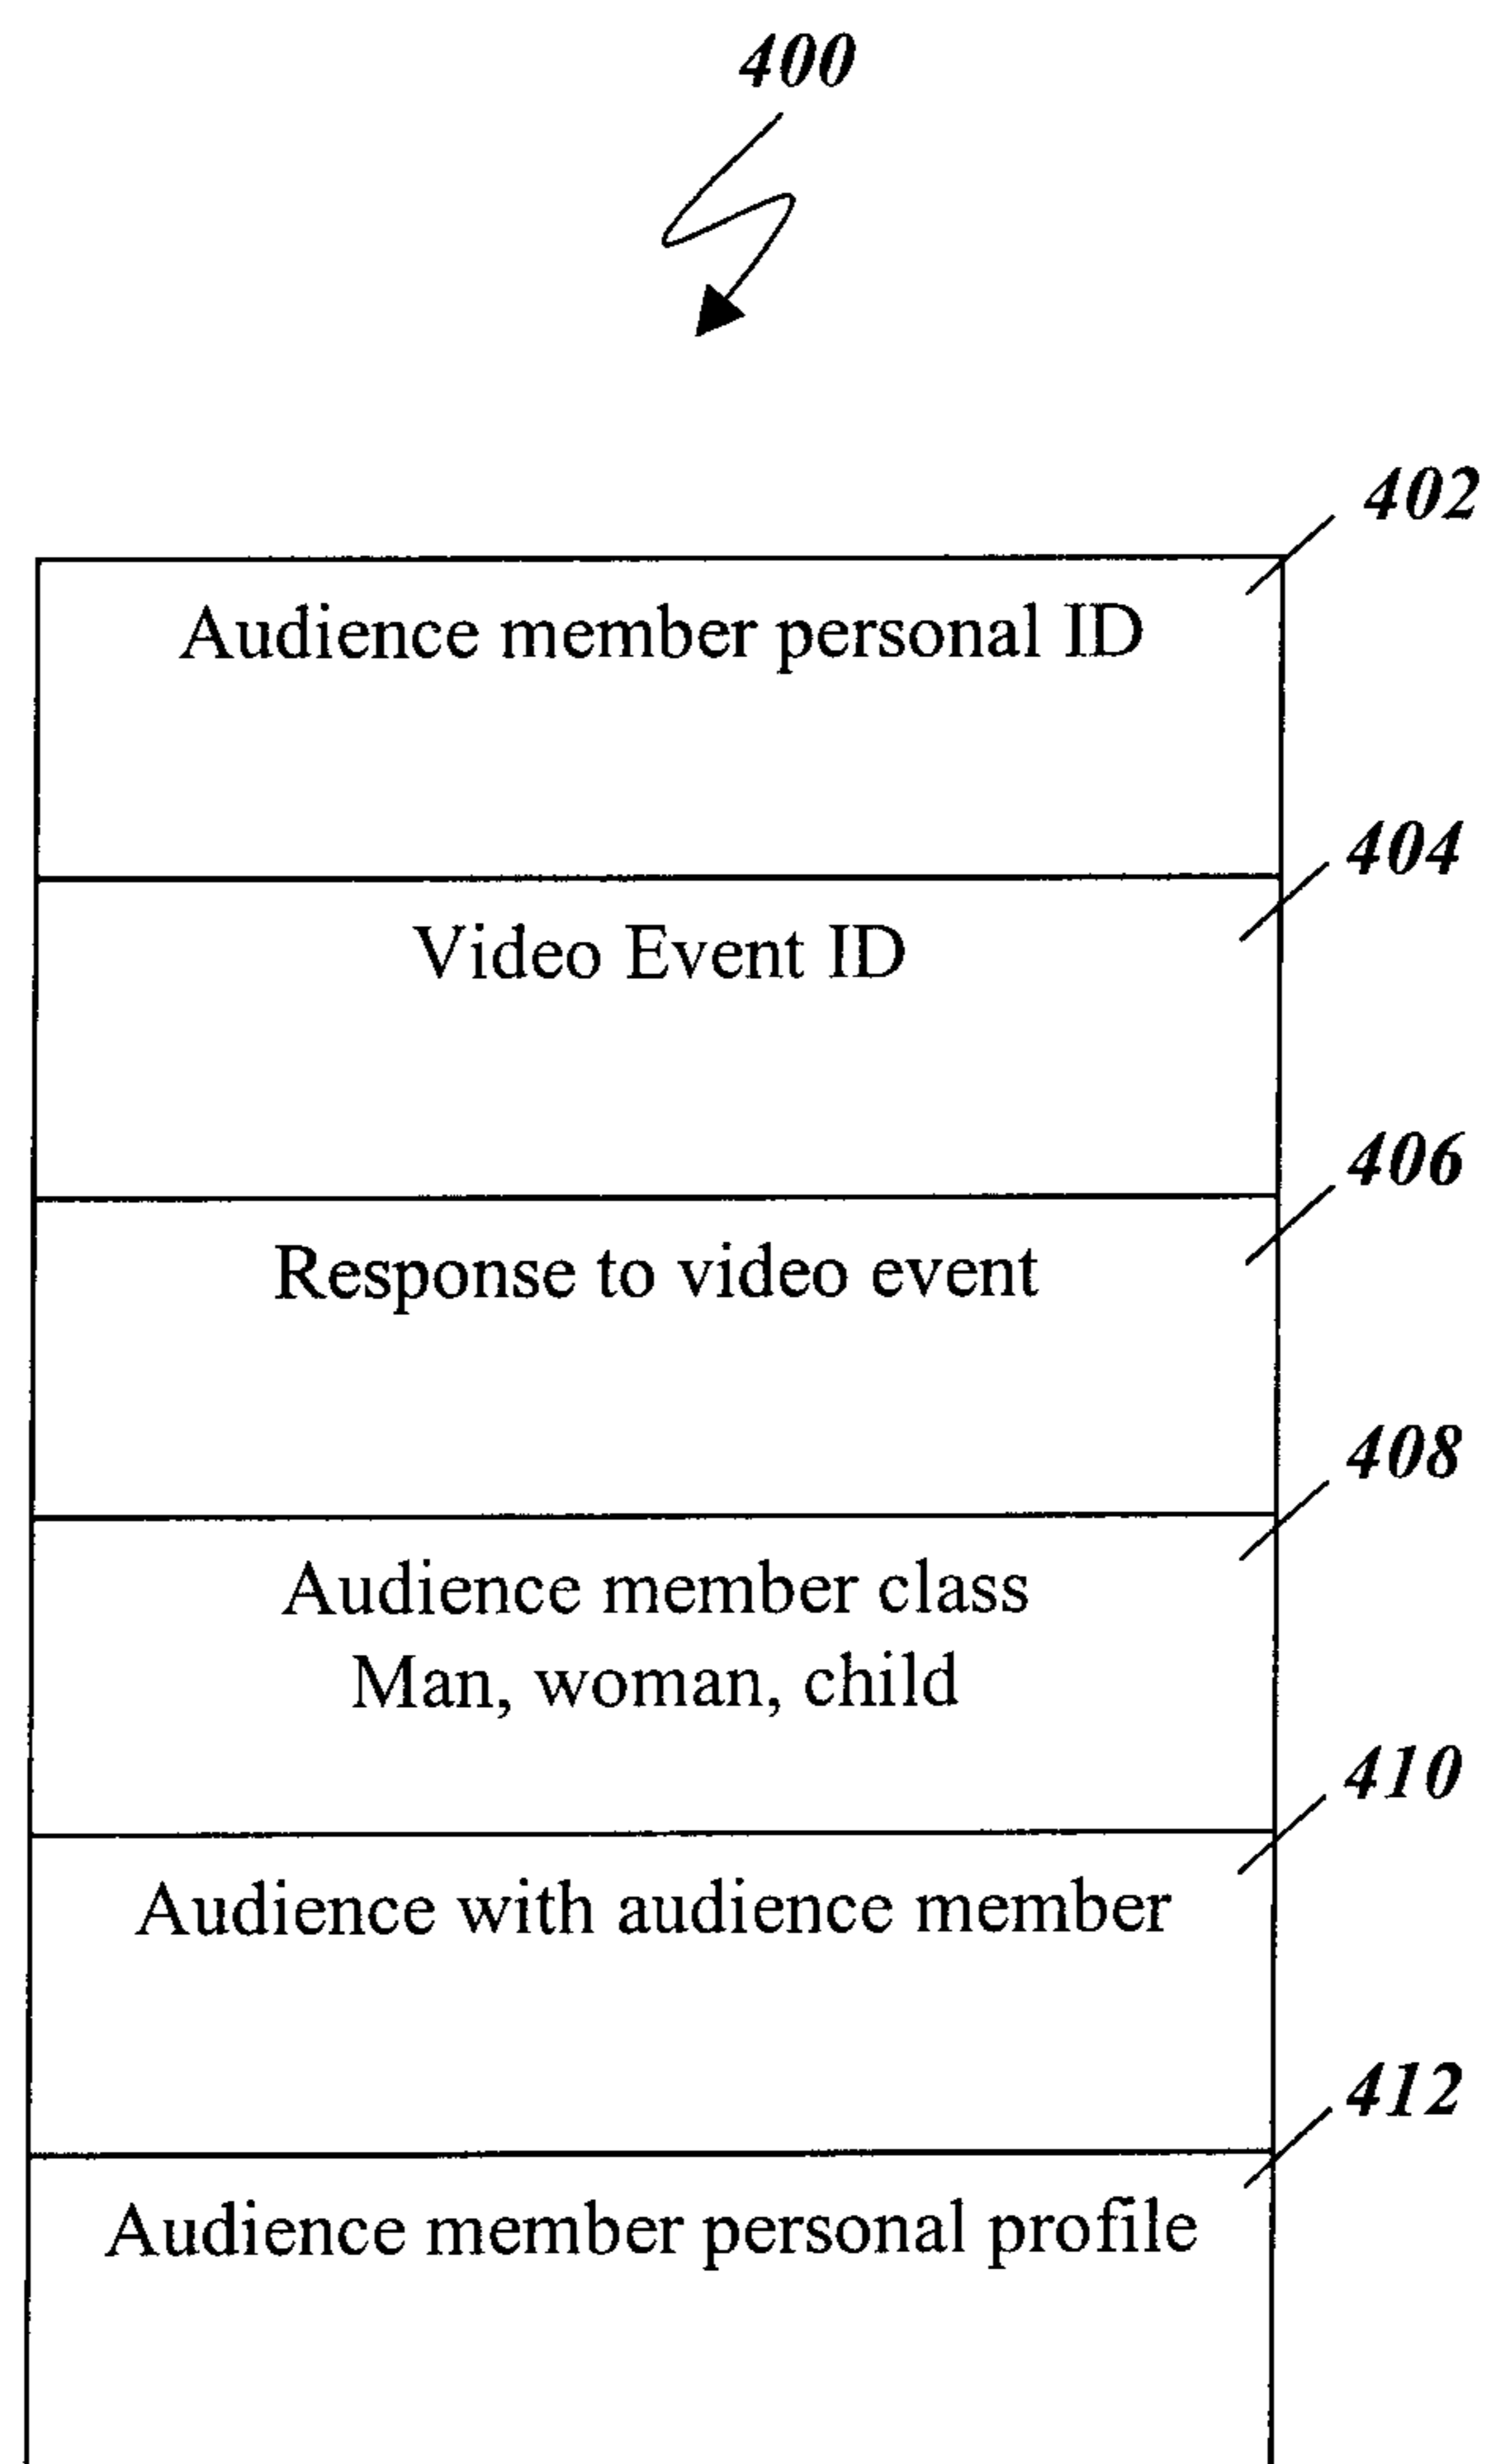 400
402
Audience member personal ID
404
Video Event ID
406
Response to video event
408
Audience member class
Man, woman, child
410
Audience with audience member
412
Audience member personal profile